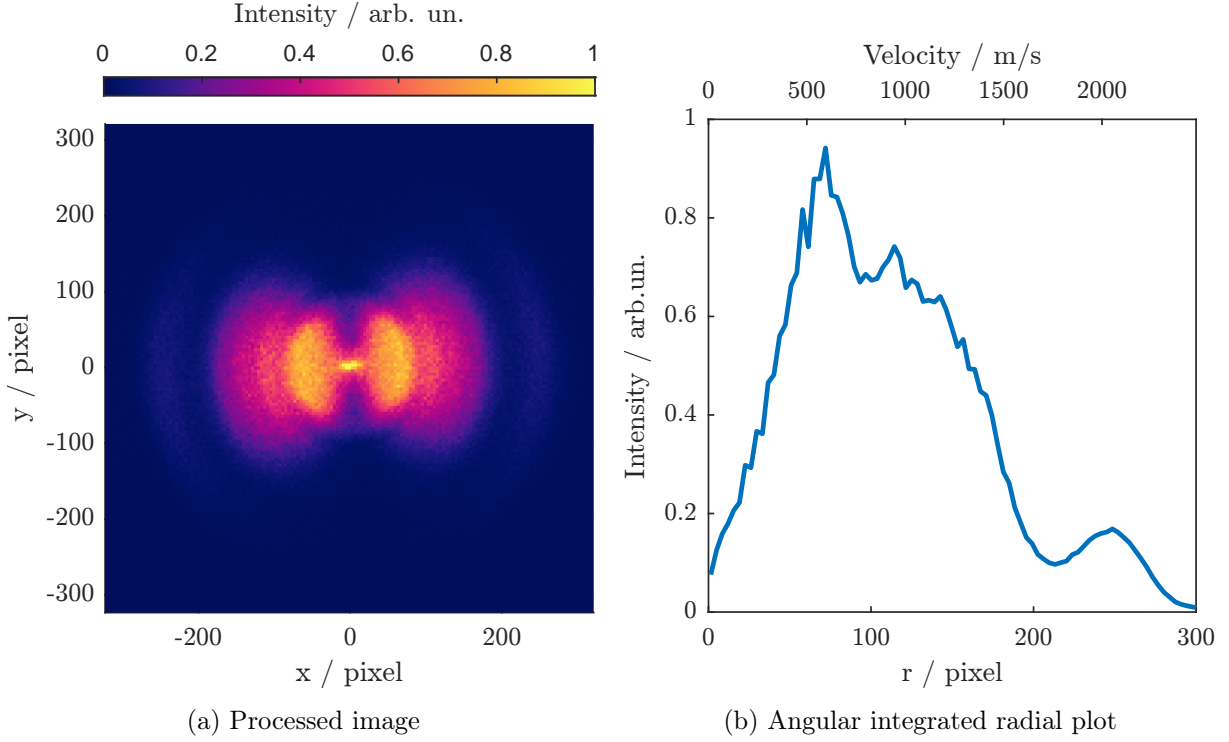 Intensity / arb. un.
0 0.2 0.4 0.6 0.8 1
300
200
100
0
-100
-200
-300
y / pixel
-200 0 200
x / pixel
(a) Processed image
Velocity / m/s
0 500 1000 1500 2000
1
0.8
0.6
0.4
0.2
0
Intensity / arb.un.
0 100 200 300
r / pixel
(b) Angular integrated radial plot